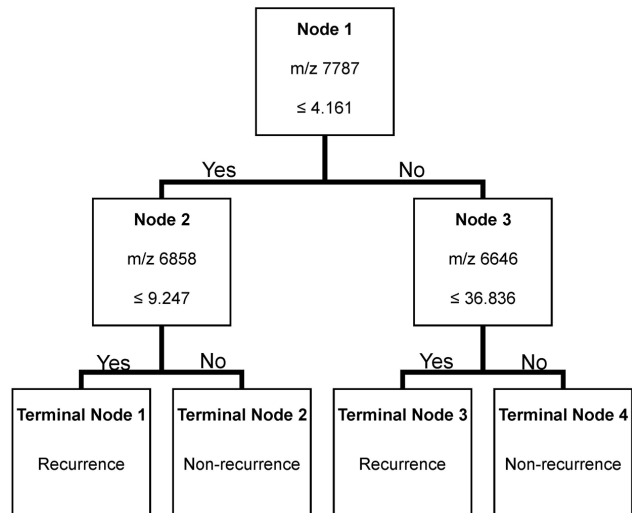 Node 1
m/z 7787
≤ 4.161
Yes
No
Node 2
m/z 6858
≤ 9.247
Node 3
m/z 6646
≤ 36.836
Yes
No
Yes
No
Terminal Node 1
Recurrence
Terminal Node 2
Non-recurrence
Terminal Node 3
Recurrence
Terminal Node 4
Non-recurrence